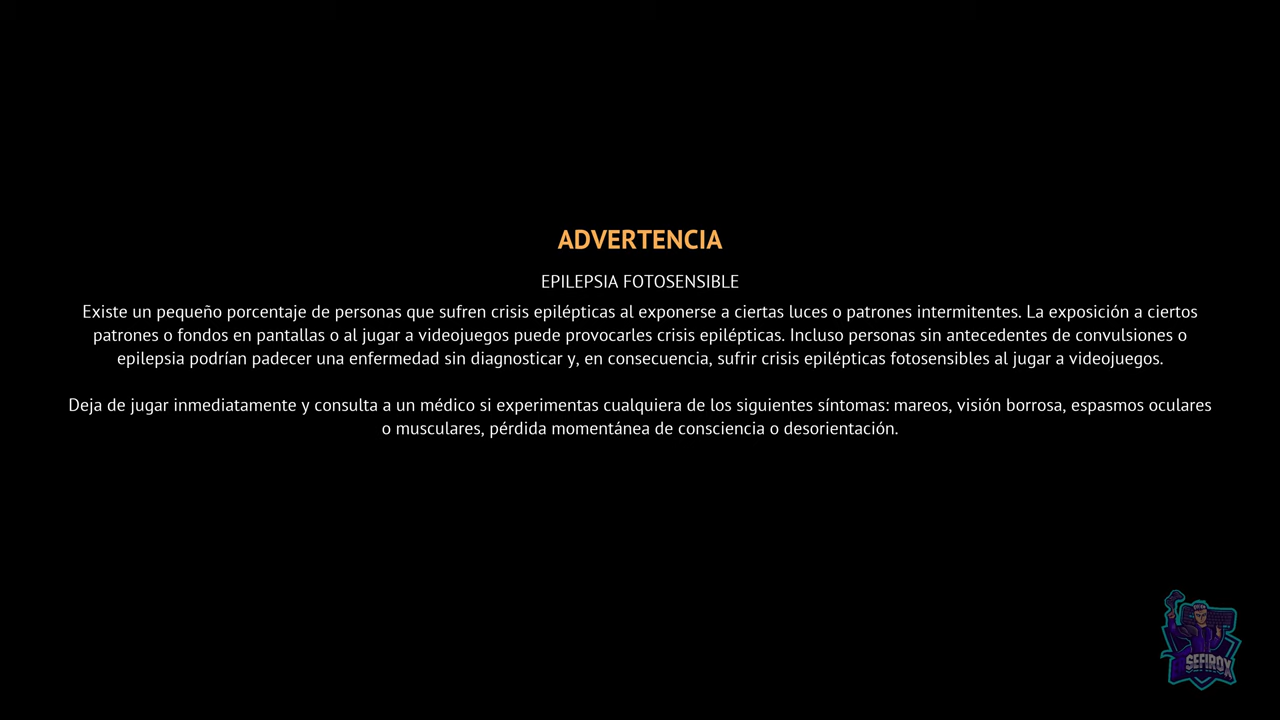 ADVERTENCIA
EPILEPSIA FOTOSENSIBLE
Existe un pequeño porcentaje de personas que sufren crisis epilépticas al exponerse a ciertas luces o patrones intermitentes. La exposición a ciertos
patrones o fondos en pantallas o al jugar a videojuegos puede provocarles crisis epilépticas. Incluso personas sin antecedentes de convulsiones o
epilepsia podrían padecer una enfermedad sin diagnosticar y, en consecuencia, sufrir crisis epilépticas fotosensibles al jugar a videojuegos.
Deja de jugar inmediatamente y consulta a un médico si experimentas cualquiera de los siguientes síntomas: mareos, visión borrosa, espasmos oculares
o musculares, pérdida momentánea de consciencia o desorientación.
SEFIROX